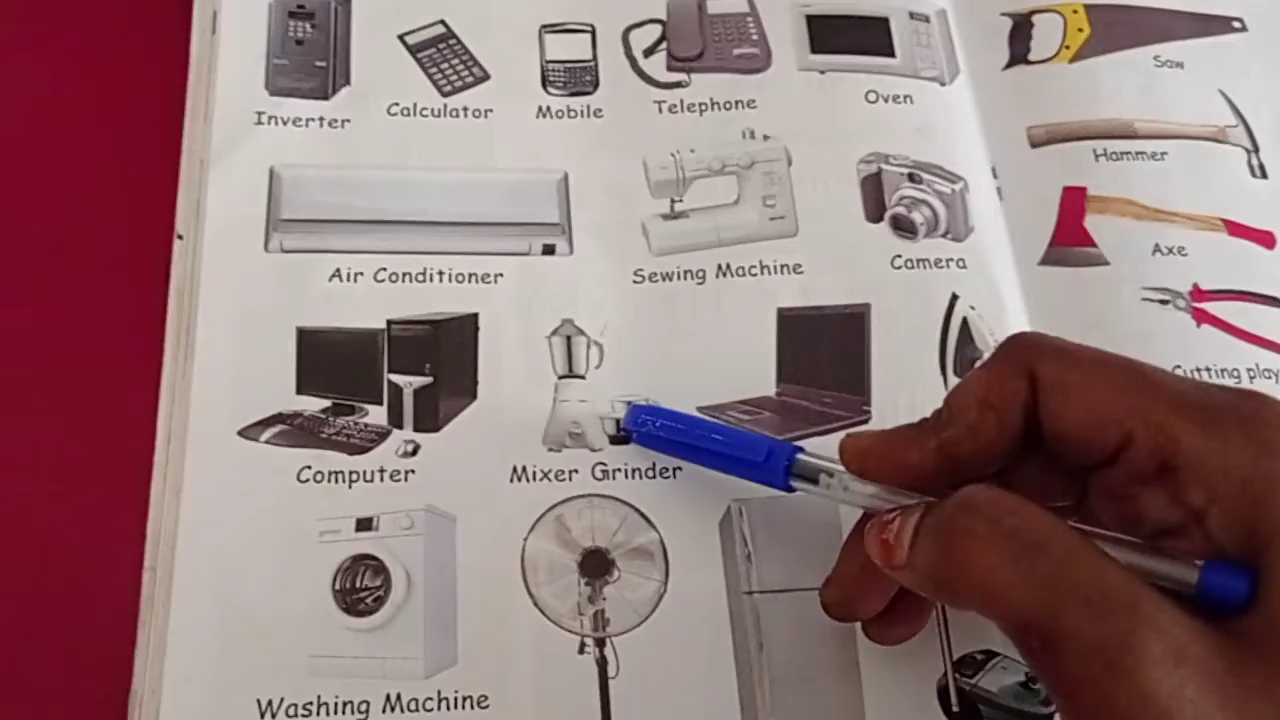 Inverter
Calculator
Mobile
Telephone
Oven
Saw
Hammer
Air Conditioner
Sewing Machine
Camera
Axe
Cutting play
Computer
Mixer Grinder
Washing Machine